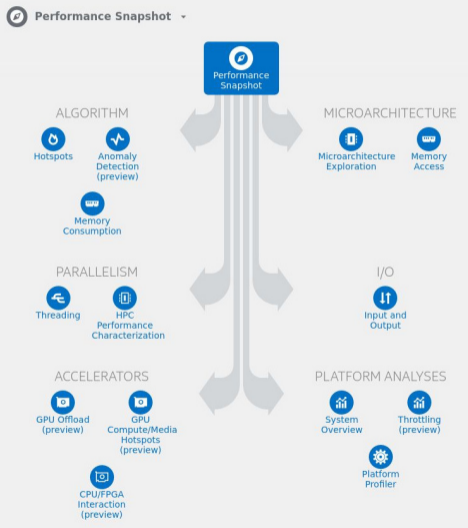 Performance Snapshot
Performance
Snapshot
ALGORITHM
Hotspots
Anomaly
Detection
(preview)
Memory
Consumption
MICROARCHITECTURE
Microarchitecture
Exploration
Memory
Access
PARALLELISM
Threading
HPC
Performance
Characterization
I/O
Input and
Output
ACCELERATORS
GPU Offload
(preview)
GPU
Compute/Media
Hotspots
(preview)
CPU/FPGA
Interaction
(preview)
PLATFORM ANALYSES
System
Overview
Throttling
(preview)
Platform
Profiler